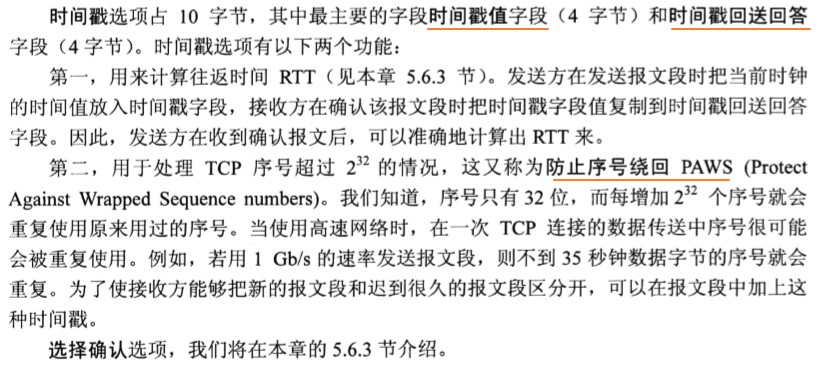 时间戳选项占 10 字节，其中最主要的字段时间戳值字段（4 字节）和时间戳回送回答
字段（4 字节）。时间戳选项有以下两个功能：
第一，用来计算往返时间 RTT（见本章 5.6.3 节）。发送方在发送报文段时把当前时钟
的时间值放入时间戳字段，接收方在确认该报文段时把时间戳字段值复制到时间戳回送回答
字段。因此，发送方在收到确认报文后，可以准确地计算出 RTT 来。
第二，用于处理 TCP 序号超过 2³² 的情况，这又称为防止序号绕回 PAWS (Protect
Against Wrapped Sequence numbers)。我们知道，序号只有 32 位，而每增加 2³² 个序号就会
重复使用原来用过的序号。当使用高速网络时，在一次 TCP 连接的数据传送中序号很可能
会被重复使用。例如，若用 1 Gb/s 的速率发送报文段，则不到 35 秒钟数据字节的序号就会
重复。为了使接收方能够把新的报文段和迟到很久的报文段区分开，可以在报文段中加上这
种时间戳。
选择确认选项，我们将在本章的 5.6.3 节介绍。